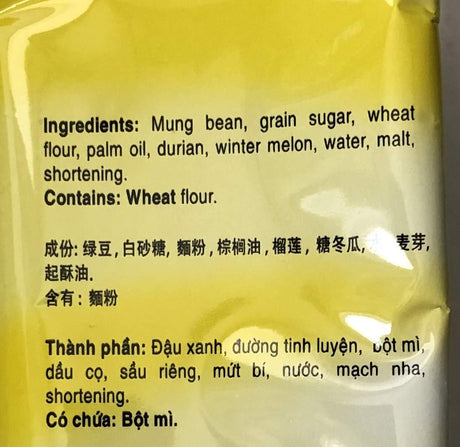 Ingredients: Mung bean, grain sugar, wheat
flour, palm oil, durian, winter melon, water, malt,
shortening.
Contains: Wheat flour.
成份: 绿豆, 白砂糖, 麵粉, 棕榈油, 榴莲, 糖冬瓜, 麦芽,
起酥油.
含有: 麵粉
Thành phần: Đậu xanh, đường tinh luyện, bột mì,
dầu cọ, sầu riêng, mứt bí, nước, mạch nha,
shortening.
Có chứa: Bột mì.